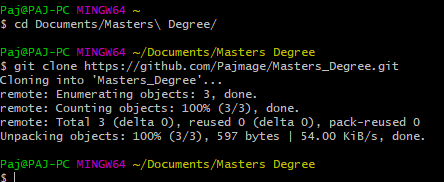 Paj@PAJ-PC MINGW64 ~
$ cd Documents/Masters\ Degree/
Paj@PAJ-PC MINGW64 ~/Documents/Masters Degree
$ git clone https://github.com/Pajmage/Masters_Degree.git
Cloning into 'Masters_Degree'...
remote: Enumerating objects: 3, done.
remote: Counting objects: 100% (3/3), done.
remote: Total 3 (delta 0), reused 0 (delta 0), pack-reused 0
Unpacking objects: 100% (3/3), 597 bytes | 54.00 KiB/s, done.
Paj@PAJ-PC MINGW64 ~/Documents/Masters Degree
$